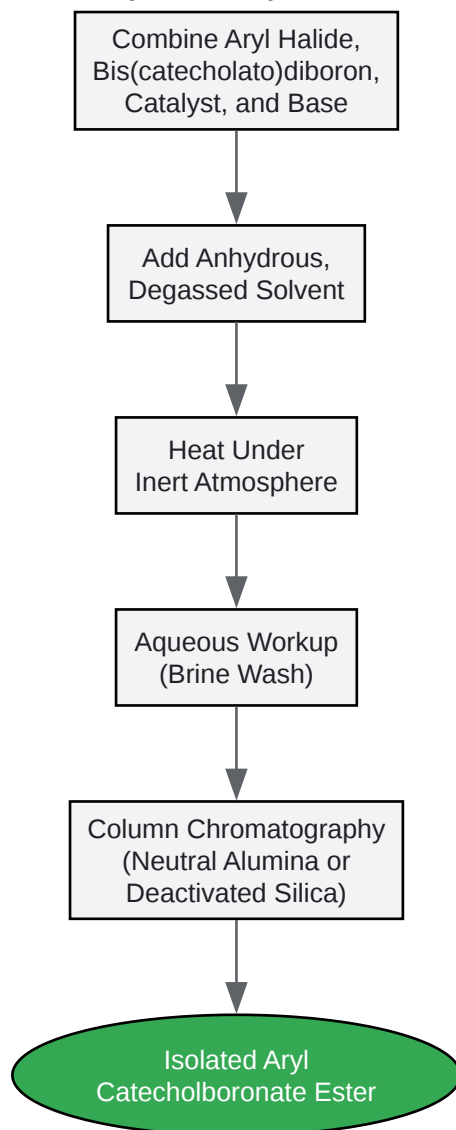 Combine Aryl Halide,
Bis(catecholato)diboron,
Catalyst, and Base
Add Anhydrous,
Degassed Solvent
Heat Under
Inert Atmosphere
Aqueous Workup
(Brine Wash)
Column Chromatography
(Neutral Alumina or
Deactivated Silica)
Isolated Aryl
Catecholboronate Ester